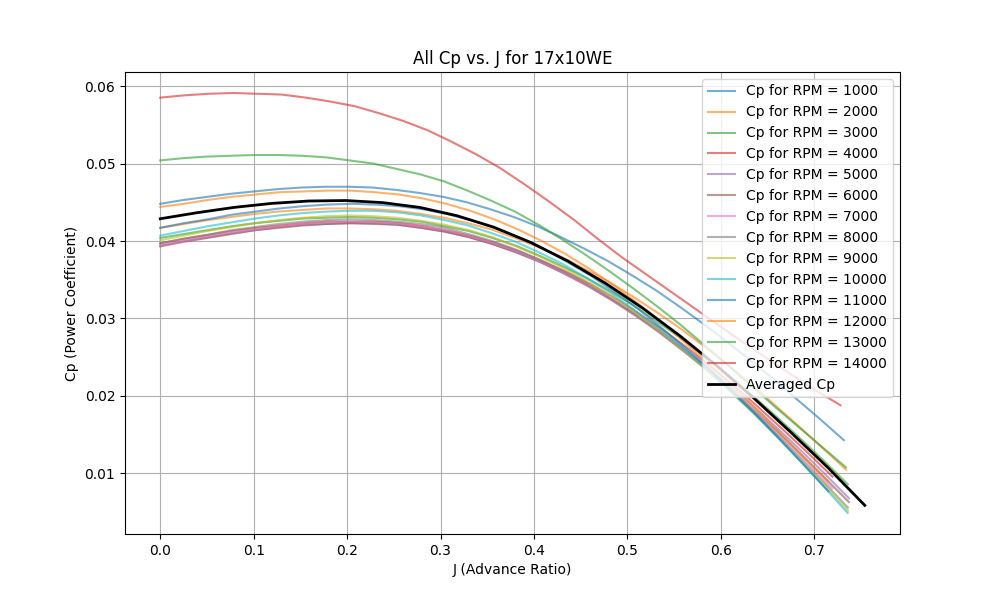 All Cp vs. J for 17x10WE
Cp (Power Coefficient)
0.06
0.05
0.04
0.03
0.02
0.01
Cp for RPM = 1000
Cp for RPM = 2000
Cp for RPM = 3000
Cp for RPM = 4000
Cp for RPM = 5000
Cp for RPM = 6000
Cp for RPM = 7000
Cp for RPM = 8000
Cp for RPM = 9000
Cp for RPM = 10000
Cp for RPM = 11000
Cp for RPM = 12000
Cp for RPM = 13000
Cp for RPM = 14000
Averaged Cp
0.0 0.1 0.2 0.3 0.4 0.5 0.6 0.7
J (Advance Ratio)